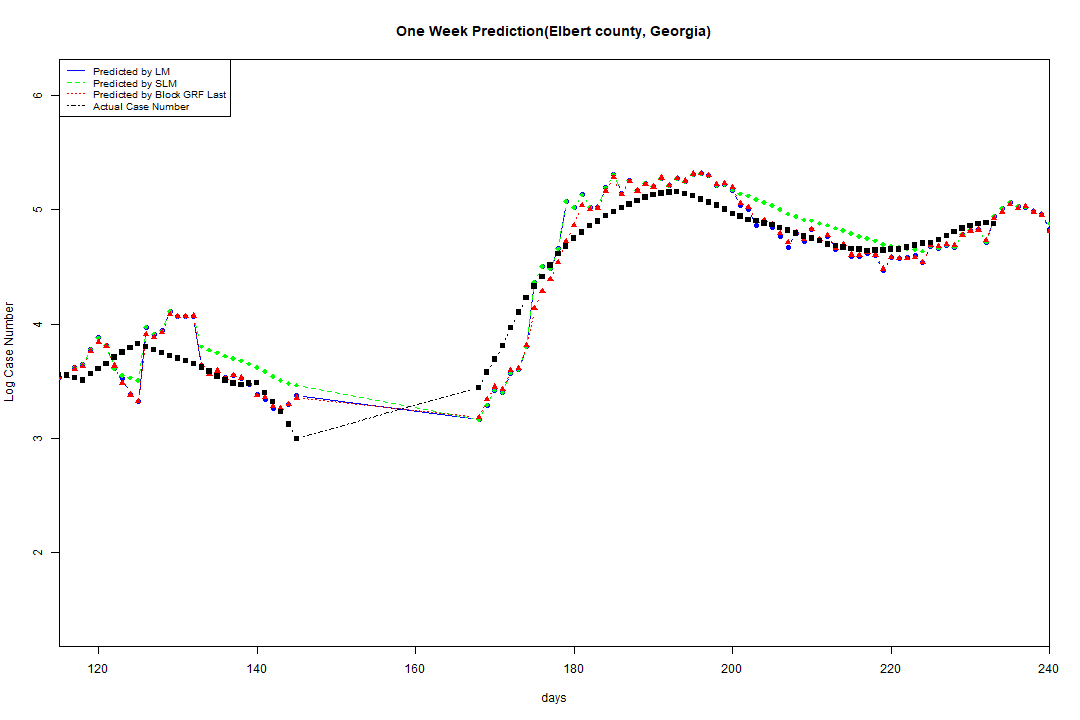 One Week Prediction(Elbert county, Georgia)
Predicted by LM
Predicted by SLM
Predicted by Block GRF Last
Actual Case Number
6
5
4
3
2
Log Case Number
120 140 160 180 200 220 240
days